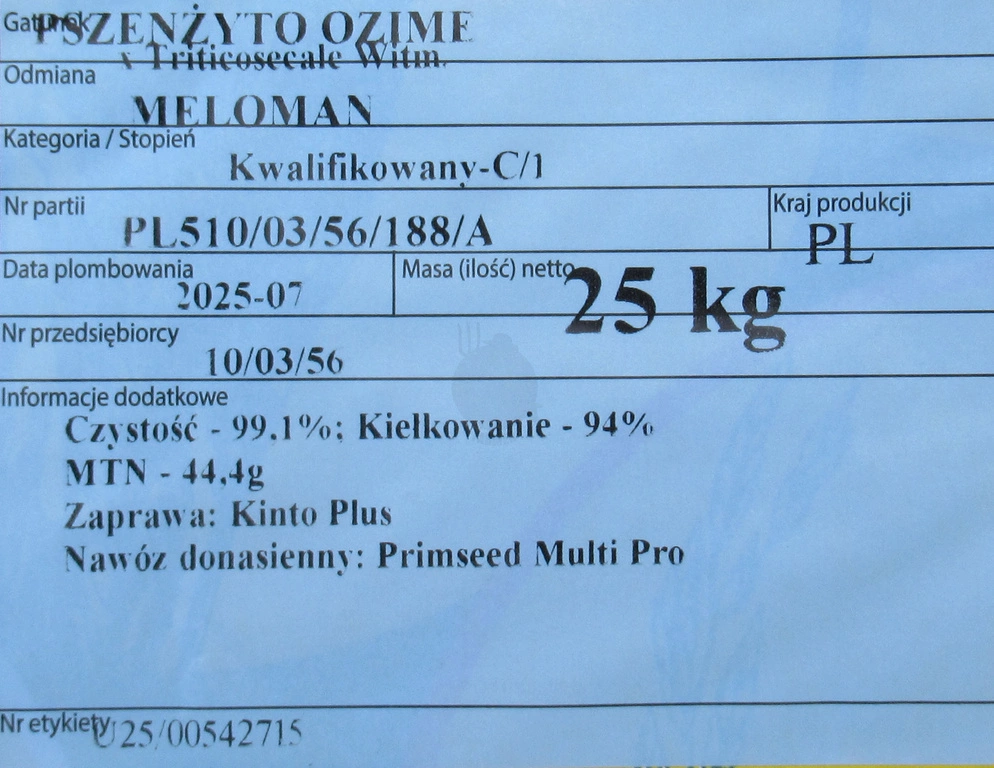 Gatunek PSZENŻYTO OZIME
x Triticosecale Witm.
Odmiana
MELOMAN
Kategoria / Stopień
Kwalifikowany-C/1
Nr partii
Kraj produkcji
PL510/03/56/188/A
PL
Data plombowania
Masa (ilość) netto
2025-07
25 kg
Nr przedsiębiorcy
10/03/56
Informacje dodatkowe
Czystość - 99.1%; Kiełkowanie - 94%
MTN - 44,4g
Zaprawa: Kinto Plus
Nawóz donasienny: Primseed Multi Pro
Nr etykiety U25/00542715